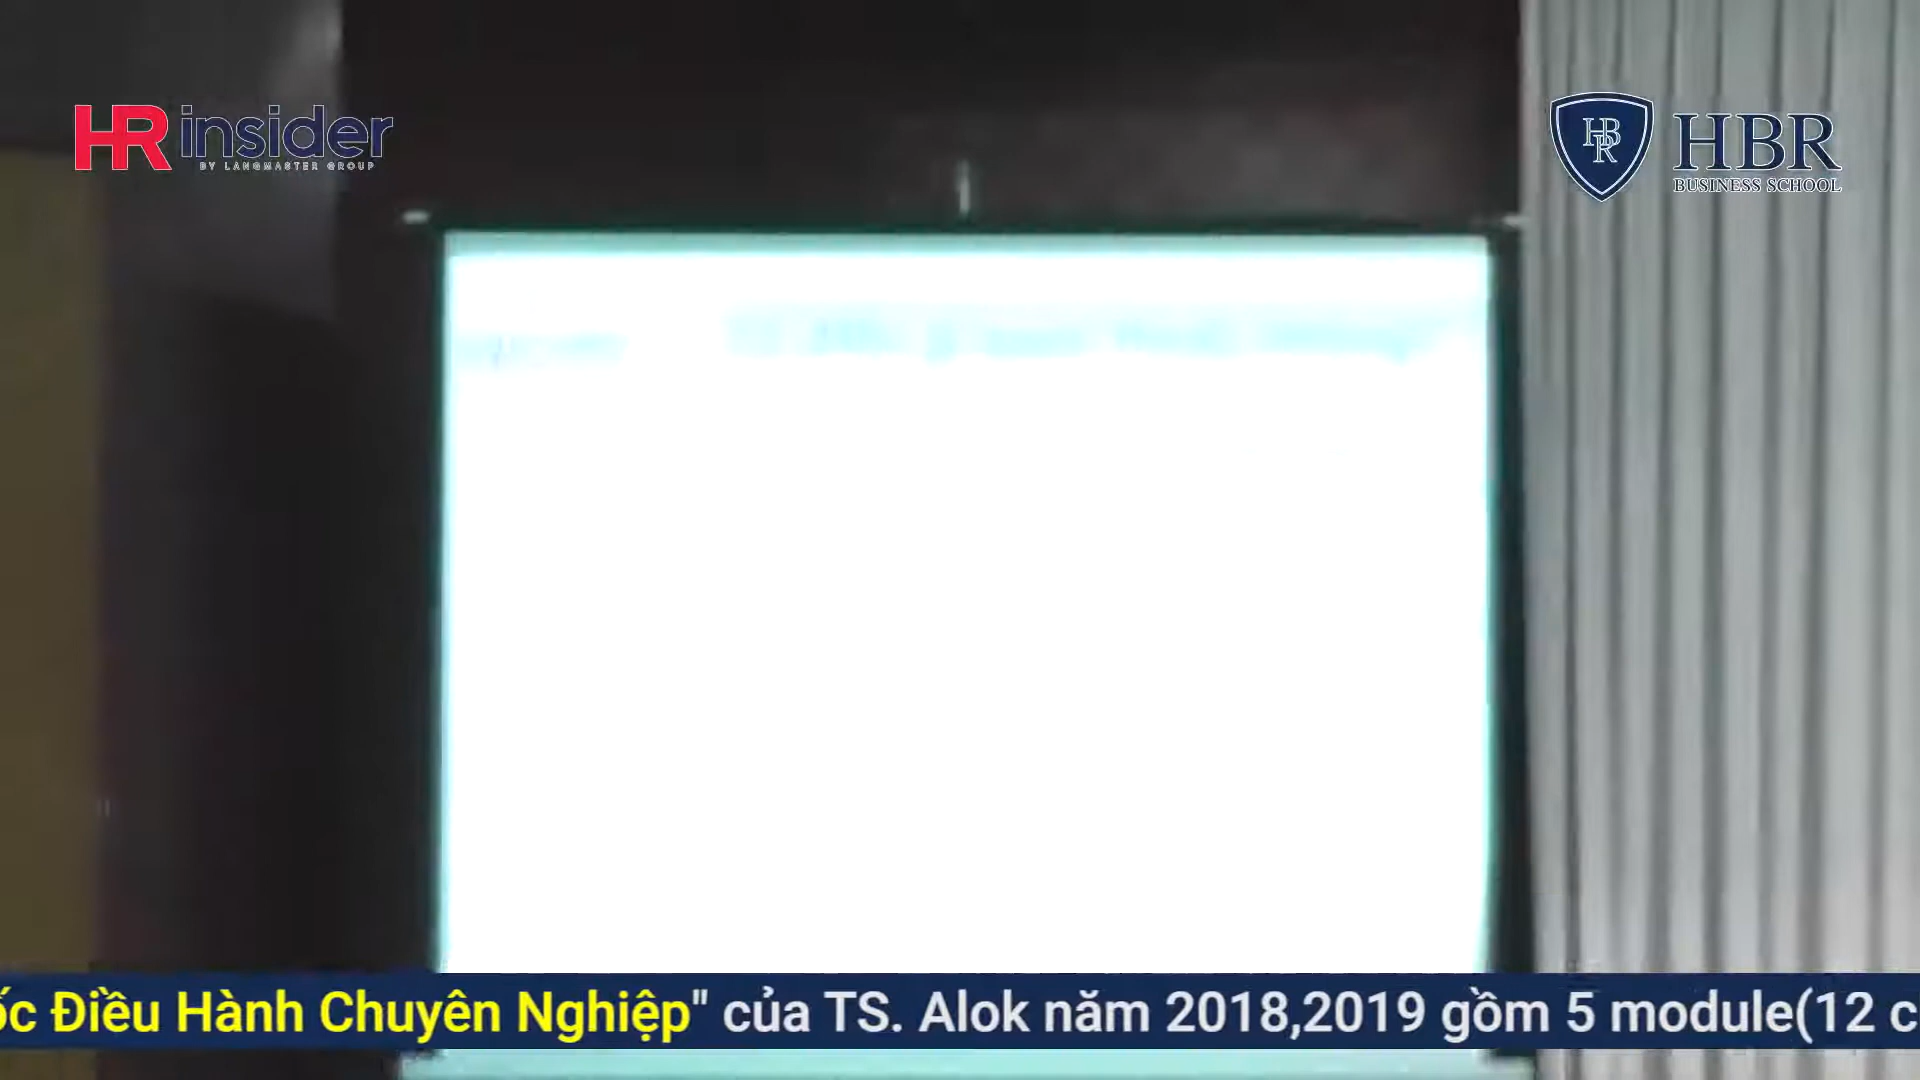 HR insider
BY LANGMASTER GROUP
HBR
HBR
BUSINESS SCHOOL
ốc Điều Hành Chuyên Nghiệp" của TS. Alok năm 2018,2019 gồm 5 module(12 c